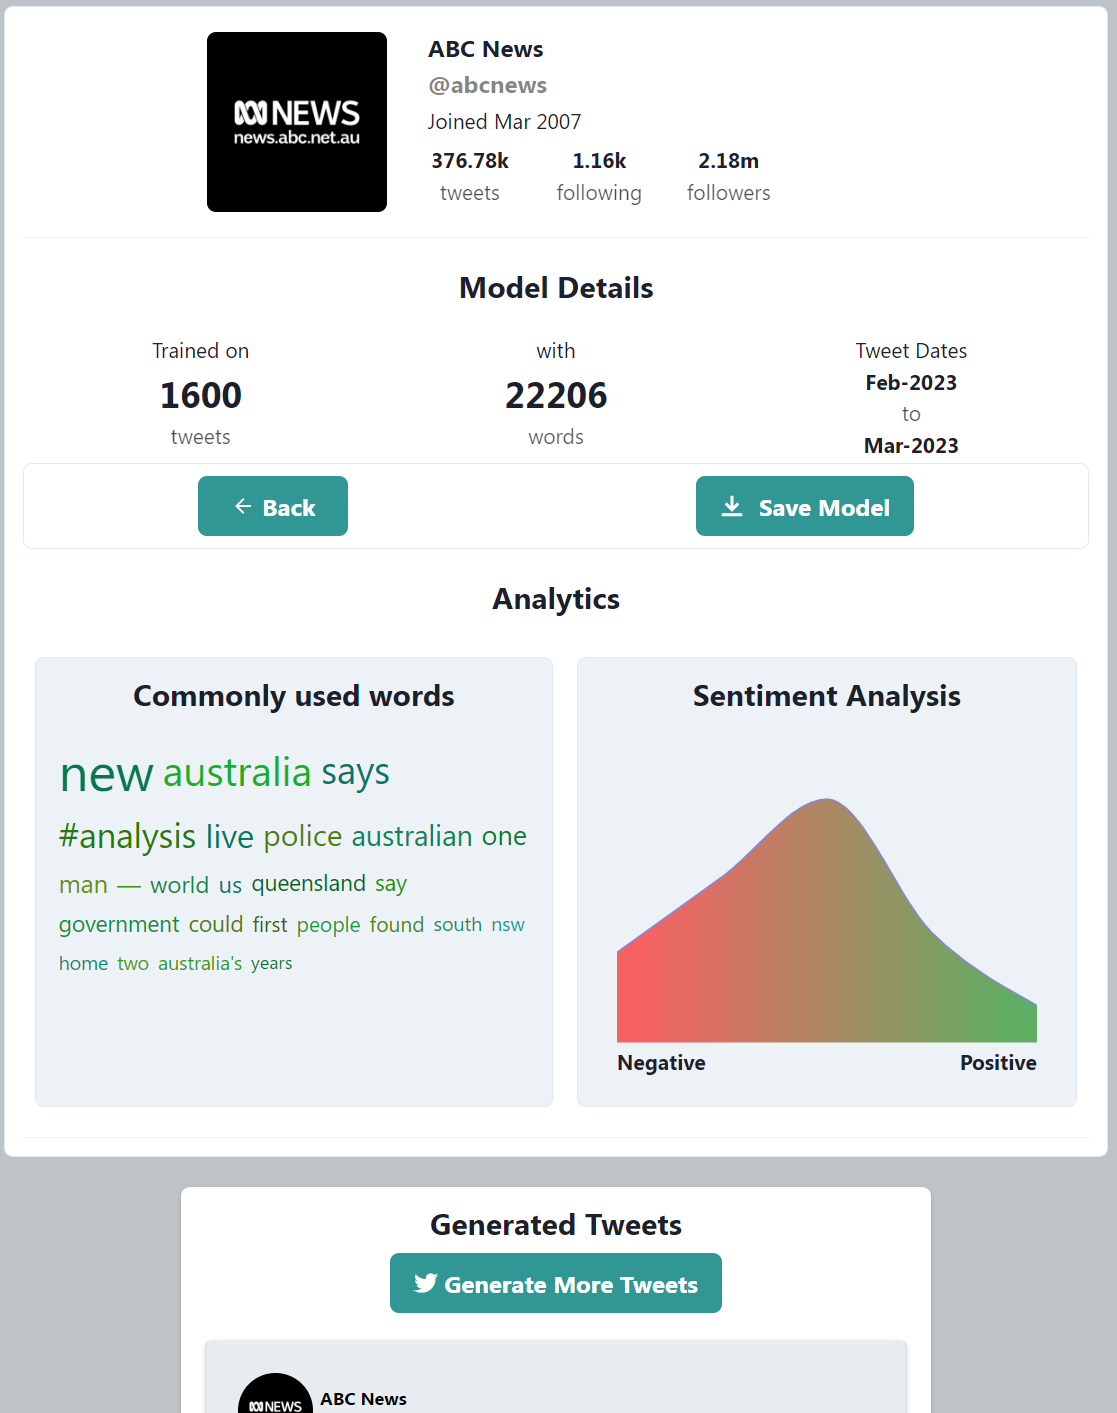 NEWS
news.abc.net.au
ABC News
@abcnews
Joined Mar 2007
376.78k 1.16k 2.18m
tweets following followers
Model Details
Trained on with Tweet Dates
1600 22206 Feb-2023
to
tweets words Mar-2023
Back Save Model
Analytics
Commonly used words
new australia says
#analysis live police australian one
man — world us queensland say
government could first people found south nsw
home two australia's years
Sentiment Analysis
Negative Positive
Generated Tweets
Generate More Tweets
NEWS
ABC News